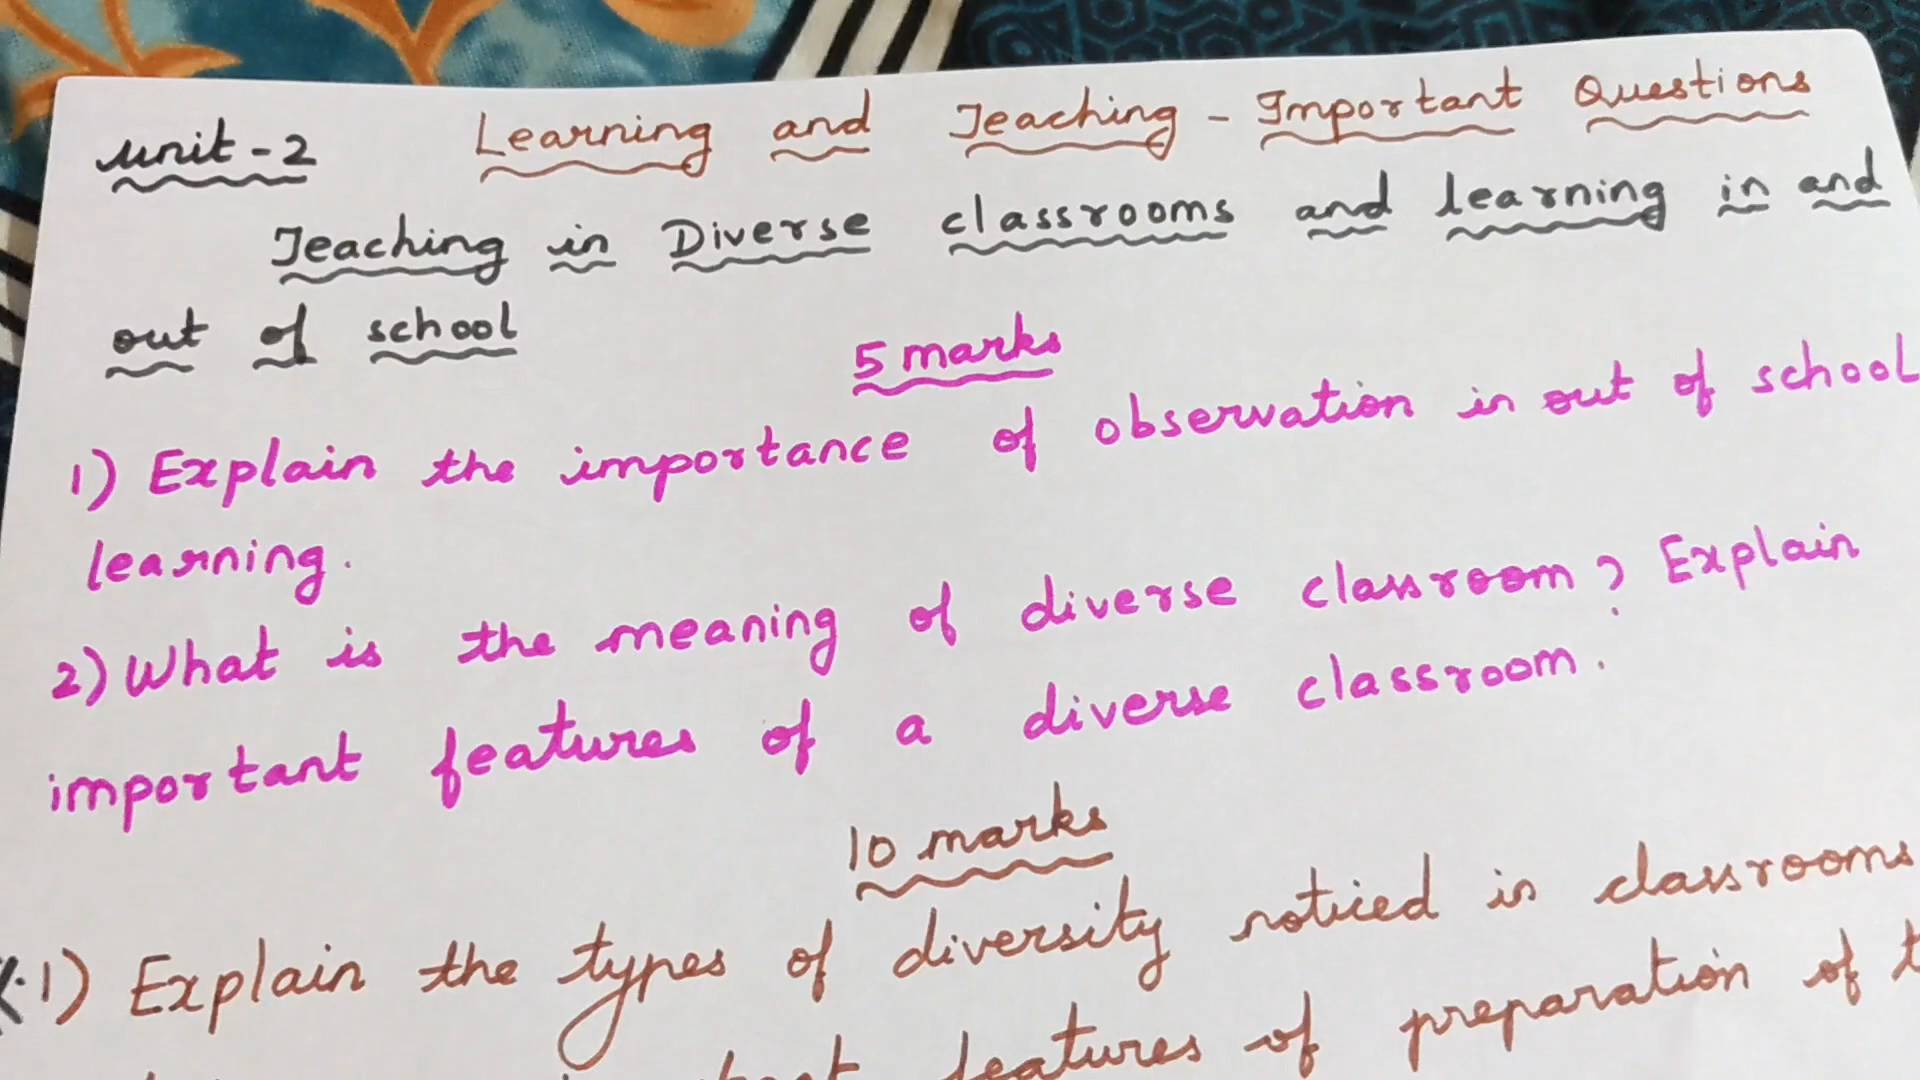 Unit-2 Learning and Teaching - Important Questions
Teaching in Diverse classrooms and learning in and
out of school
5 marks
1) Explain the importance of observation in out of school
learning.
2) What is the meaning of diverse classroom? Explain
important features of a diverse classroom.
10 marks
1) Explain the types of diversity noticed in classrooms
features of preparation of